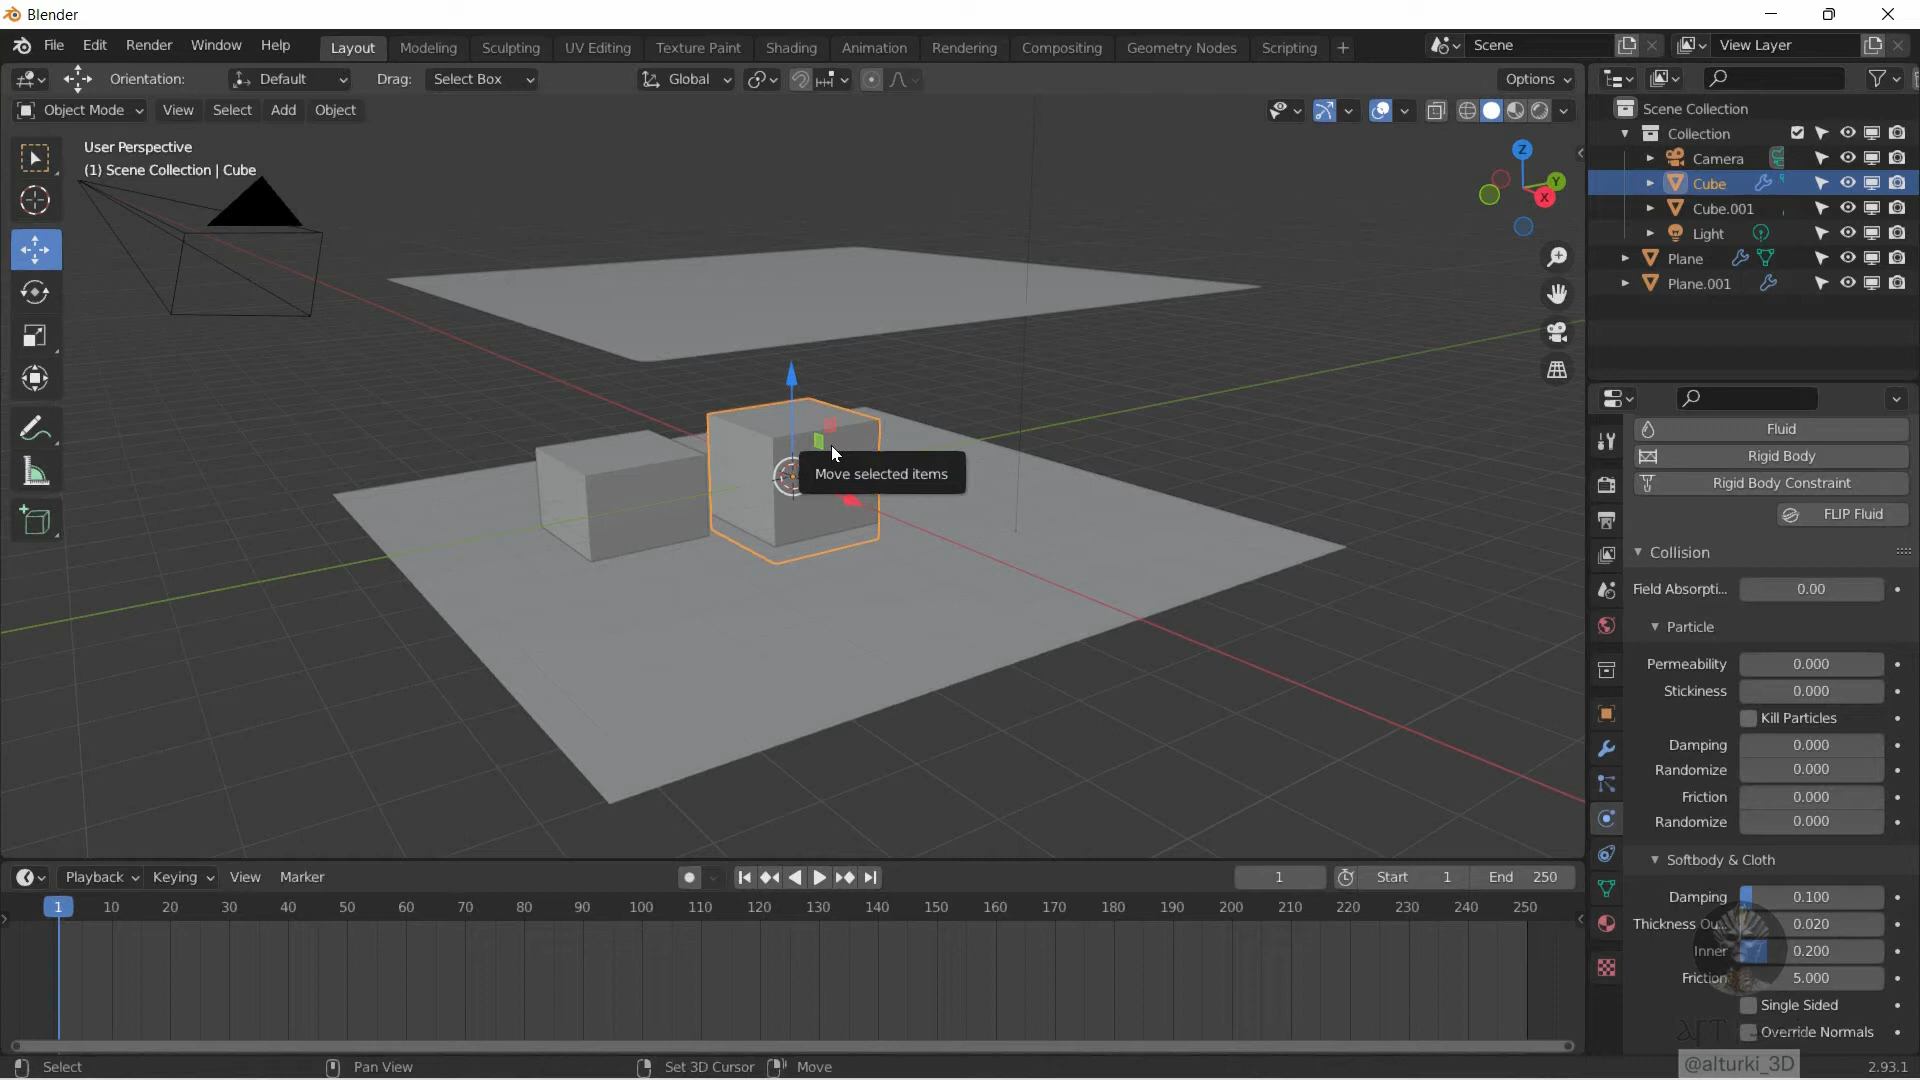 Blender
File Edit Render Window Help Layout Modeling Sculpting UV Editing Texture Paint Shading Animation Rendering Compositing Geometry Nodes Scripting + Scene View Layer
Orientation: Default Drag: Select Box Global Options
Object Mode View Select Add Object
User Perspective
(1) Scene Collection | Cube
Z
Y
X
Move selected items
Scene Collection
Collection
Camera
Cube
Cube.001
Light
Plane
Plane.001
Fluid
Rigid Body
Rigid Body Constraint
FLIP Fluid
Collision
Field Absorpti... 0.00
Particle
Permeability 0.000
Stickiness 0.000
Kill Particles
Damping 0.000
Randomize 0.000
Friction 0.000
Randomize 0.000
Softbody & Cloth
Damping 0.100
Thickness Ou... 0.020
Inner 0.200
Friction 5.000
Single Sided
Override Normals
Playback Keying View Marker 1 Start 1 End 250
1 10 20 30 40 50 60 70 80 90 100 110 120 130 140 150 160 170 180 190 200 210 220 230 240 250
Select Pan View Set 3D Cursor Move
@alturki_3D
2.93.1